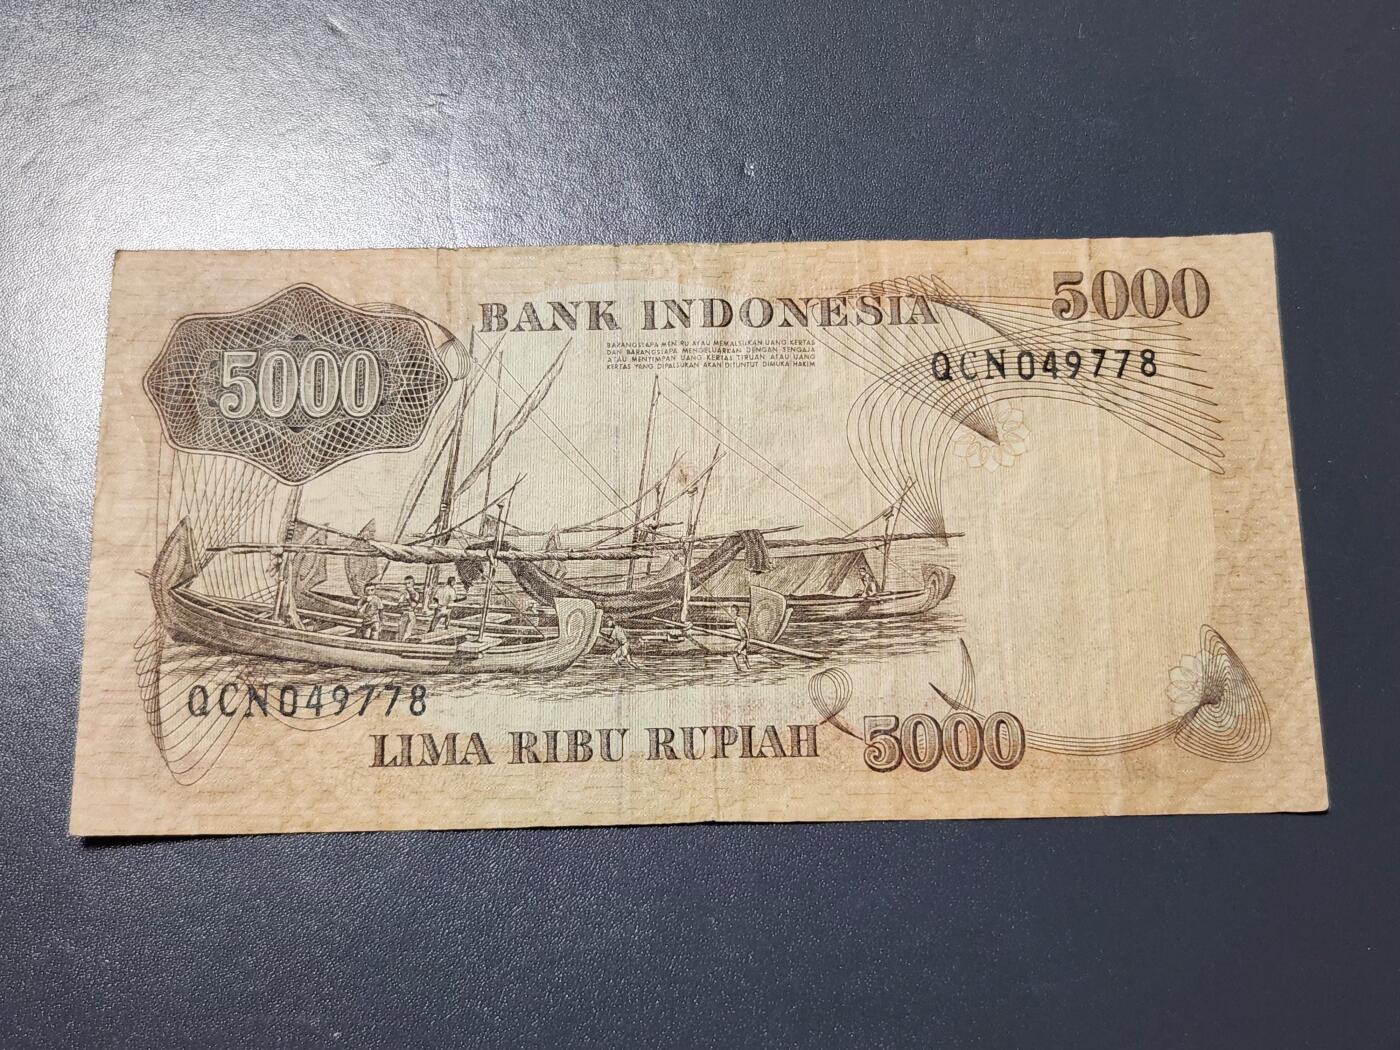 BANK INDONESIA
5000
5000
BARANGSIAPA MENIRU ATAU MEMALSUKAN UANG KERTAS
DAN BARANGSIAPA MENGELUARKAN DENGAN SENGAJA
ATAU MENYIMPAN UANG KERTAS TIRUAN ATAU UANG
KERTAS YANG DIPALSUKAN AKAN DITUNTUT DIMUKA HAKIM
QCN049778
QCN049778
LIMA RIBU RUPIAH
5000